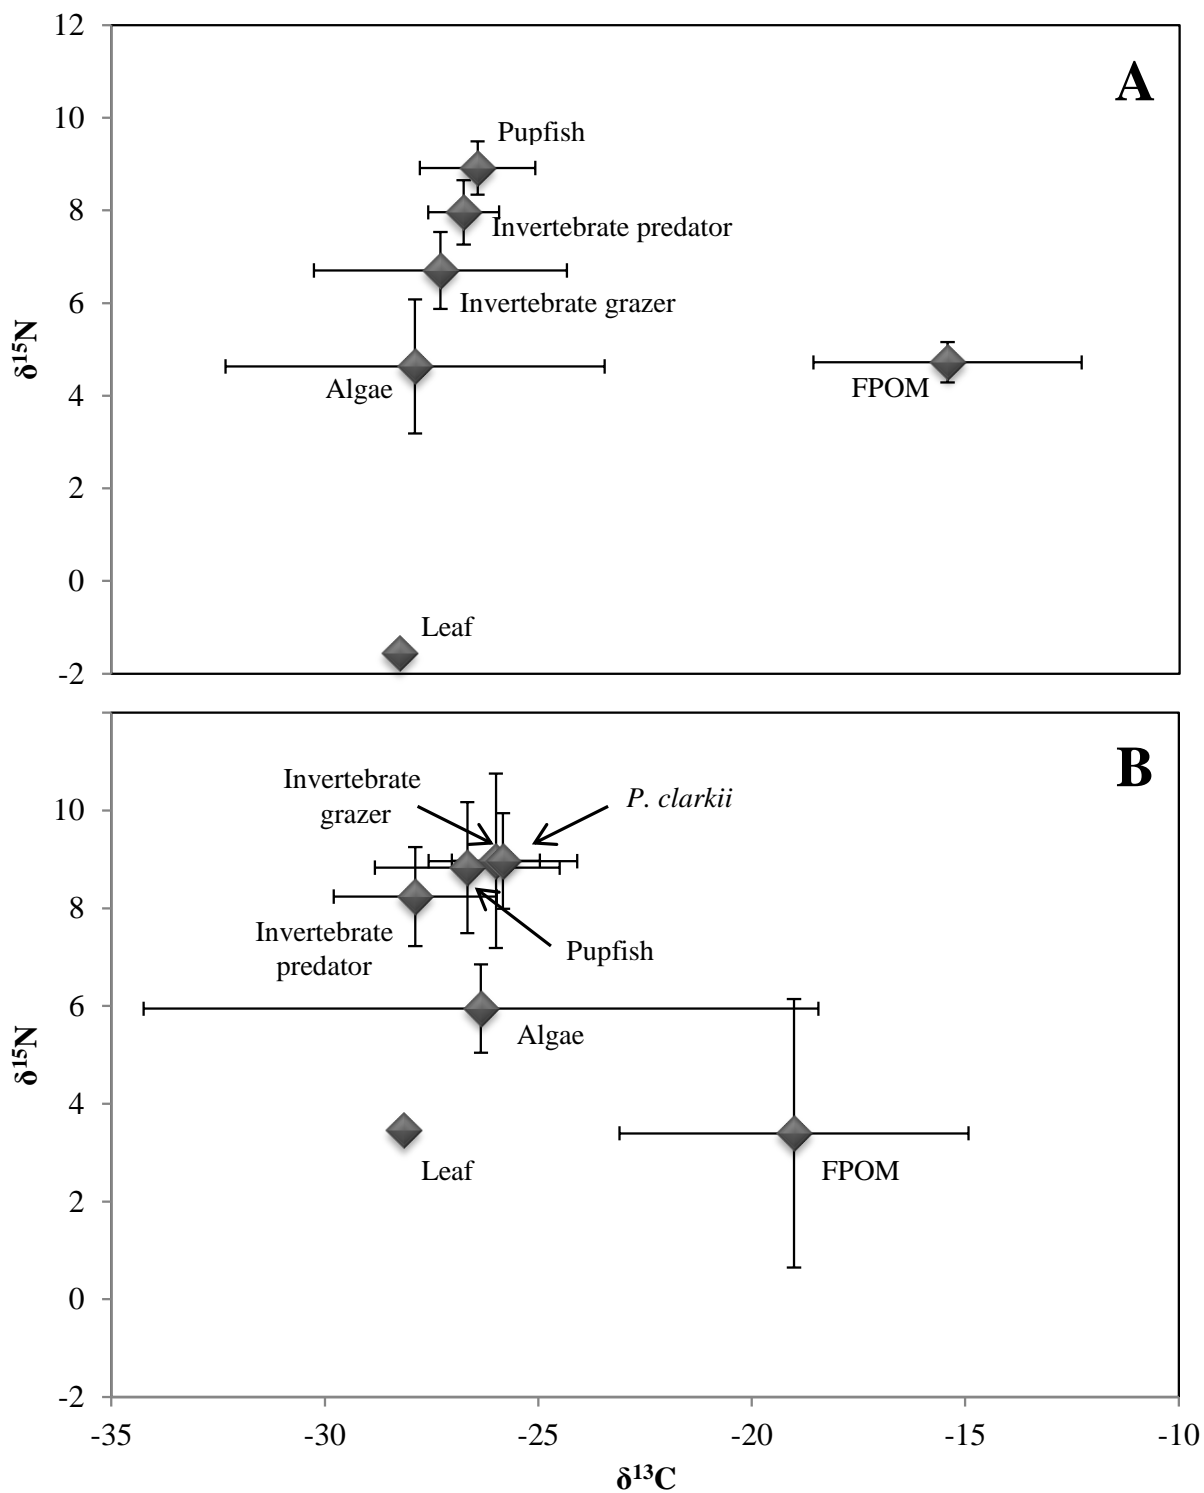 12
A
10
Pupfish
8
Invertebrate predator
6
Invertebrate grazer
δ¹⁵N
4
Algae
FPOM
2
0
Leaf
-2
B
Invertebrate
grazer
P. clarkii
10
8
Invertebrate
predator
Pupfish
6
Algae
δ¹⁵N
4
Leaf
FPOM
2
0
-2
-35 -30 -25 -20 -15 -10
δ¹³C